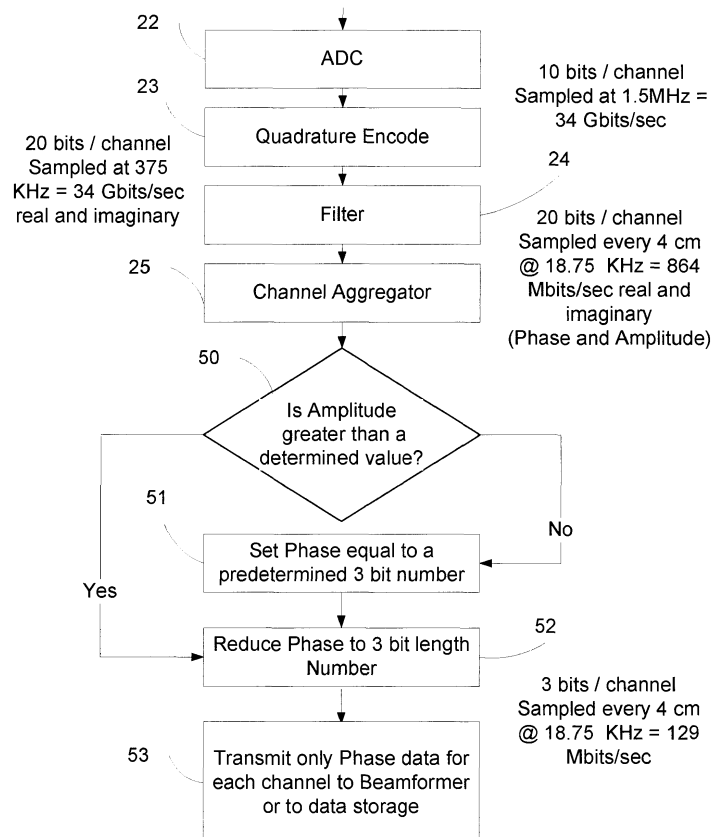 22
ADC
10 bits / channel
Sampled at 1.5MHz =
34 Gbits/sec
23
Quadrature Encode
20 bits / channel
Sampled at 375
KHz = 34 Gbits/sec
real and imaginary
24
Filter
20 bits / channel
Sampled every 4 cm
@ 18.75 KHz = 864
Mbits/sec real and
imaginary
(Phase and Amplitude)
25
Channel Aggregator
50
Is Amplitude
greater than a
determined value?
51
No
Set Phase equal to a
predetermined 3 bit number
Yes
52
Reduce Phase to 3 bit length
Number
3 bits / channel
Sampled every 4 cm
@ 18.75 KHz = 129
Mbits/sec
53
Transmit only Phase data for
each channel to Beamformer
or to data storage